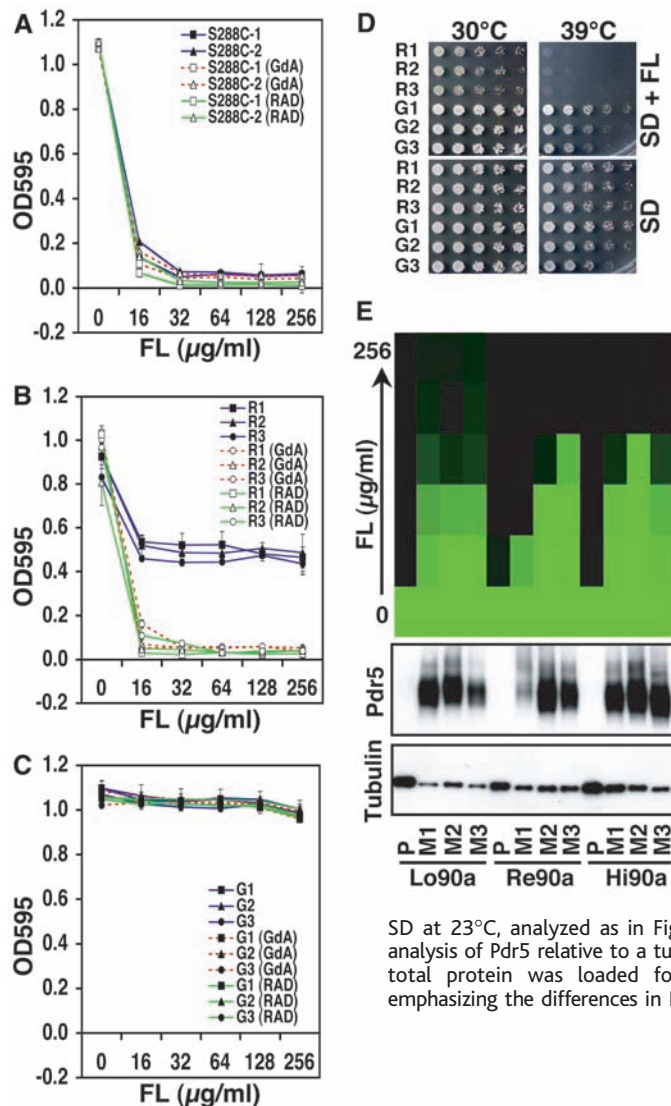 A
1.2
1.0
0.8
0.6
0.4
0.2
0.0
-0.2
OD595
S288C-1
S288C-2
S288C-1 (GdA)
S288C-2 (GdA)
S288C-1 (RAD)
S288C-2 (RAD)
0 16 32 64 128 256
FL (µg/ml)
B
1.2
1.0
0.8
0.6
0.4
0.2
0.0
-0.2
OD595
R1
R2
R3
R1 (GdA)
R2 (GdA)
R3 (GdA)
R1 (RAD)
R2 (RAD)
R3 (RAD)
0 16 32 64 128 256
FL (µg/ml)
C
1.2
1.0
0.8
0.6
0.4
0.2
0.0
-0.2
OD595
G1
G2
G3
G1 (GdA)
G2 (GdA)
G3 (GdA)
G1 (RAD)
G2 (RAD)
G3 (RAD)
0 16 32 64 128 256
FL (µg/ml)
D
30°C 39°C
R1
R2
R3
G1
G2
G3
SD + FL
R1
R2
R3
G1
G2
G3
SD
E
256
FL (µg/ml)
0
Pdr5
Tubulin
P M1 M2 M3 P M1 M2 M3 P M1 M2 M3
Lo90a Re90a Hi90a
SD at 23°C, analyzed as in Fig
analysis of Pdr5 relative to a tu
total protein was loaded fo
emphasizing the differences in